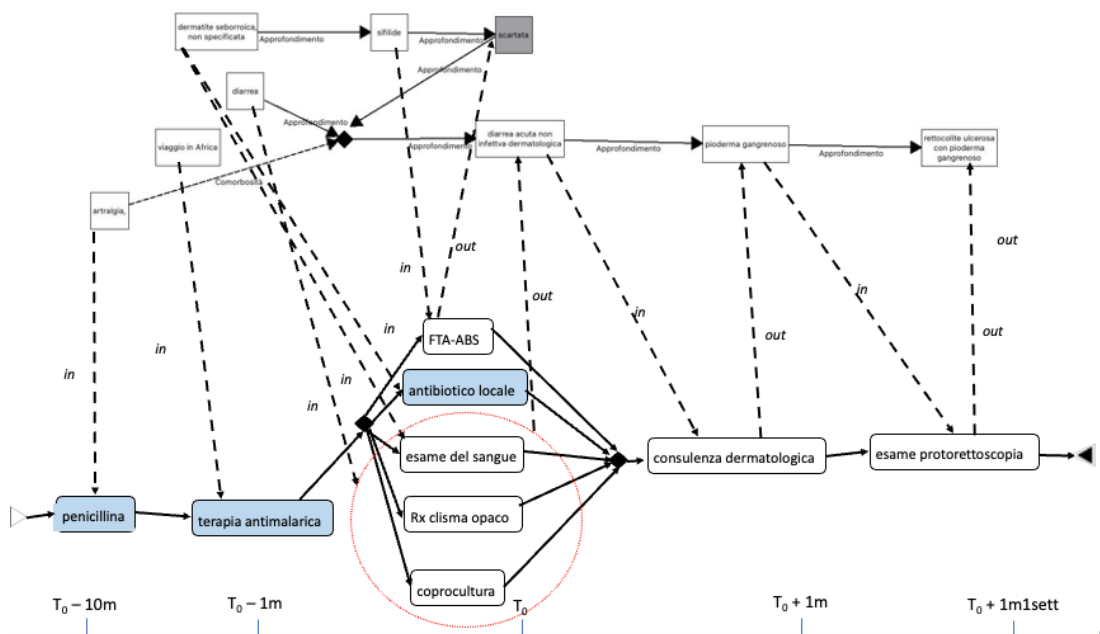 dermatite seborroica,
non specificata
Approfondimento
sifilide
Approfondimento
scartata
Approfondimento
diarrea
Approfondimento
viaggio in Africa
Approfondimento
diarrea acuta non
infettiva dermatologica
Approfondimento
pioderma gangrenoso
Approfondimento
rettocolite ulcerosa
con pioderma
gangrenoso
Comorbosità
artralgia,
in
out
out
in
out
in
in
out
out
in
in
in
in
FTA-ABS
antibiotico locale
esame del sangue
Rx clisma opaco
coprocultura
penicillina
terapia antimalarica
consulenza dermatologica
esame protorettoscopia
T0 – 10m
T0 – 1m
T0
T0 + 1m
T0 + 1m1sett